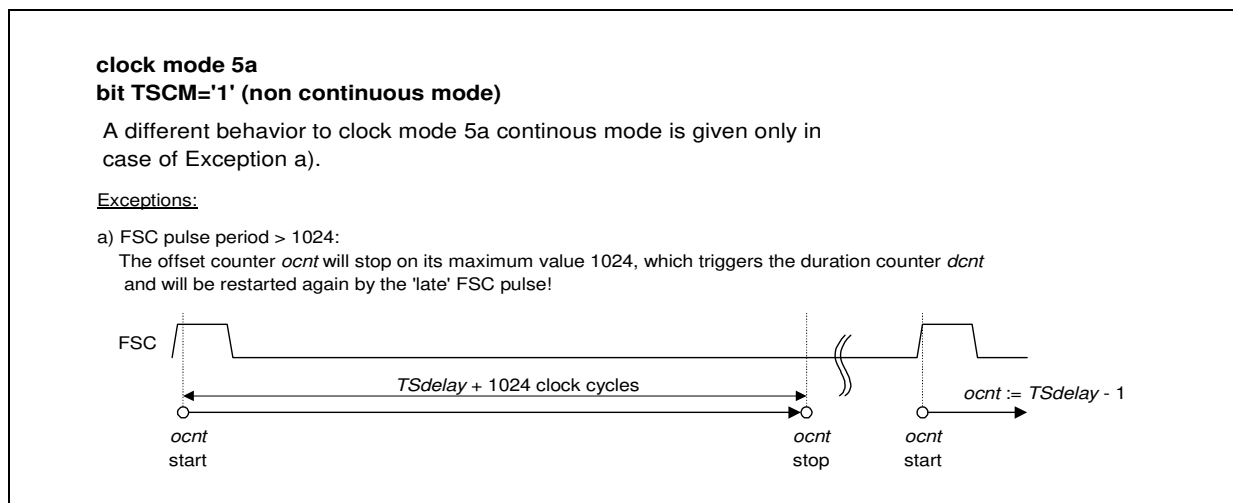 clock mode 5a
bit TSCM='1' (non continuous mode)
A different behavior to clock mode 5a continous mode is given only in
case of Exception a).
Exceptions:
a) FSC pulse period > 1024:
The offset counter ocnt will stop on its maximum value 1024, which triggers the duration counter dcnt
and will be restarted again by the 'late' FSC pulse!
FSC
TSdelay + 1024 clock cycles
ocnt := TSdelay - 1
ocnt ocnt ocnt
start stop start